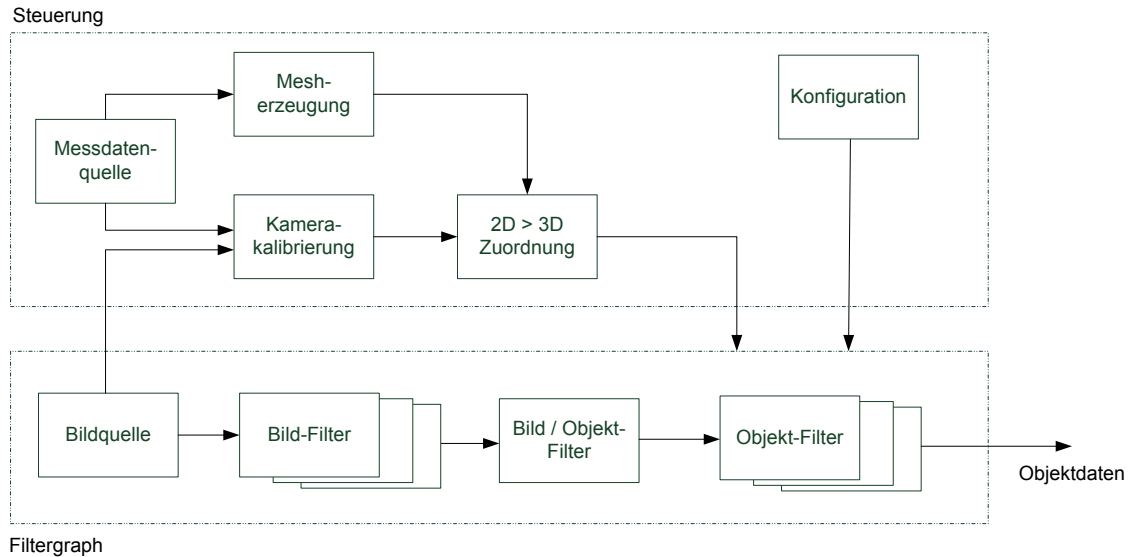 Steuerung
Mesh-
erzeugung
Konfiguration
Messdaten-
quelle
Kamera-
kalibrierung
2D > 3D
Zuordnung
Bildquelle
Bild-Filter
Bild / Objekt-
Filter
Objekt-Filter
Objektdaten
Filtergraph